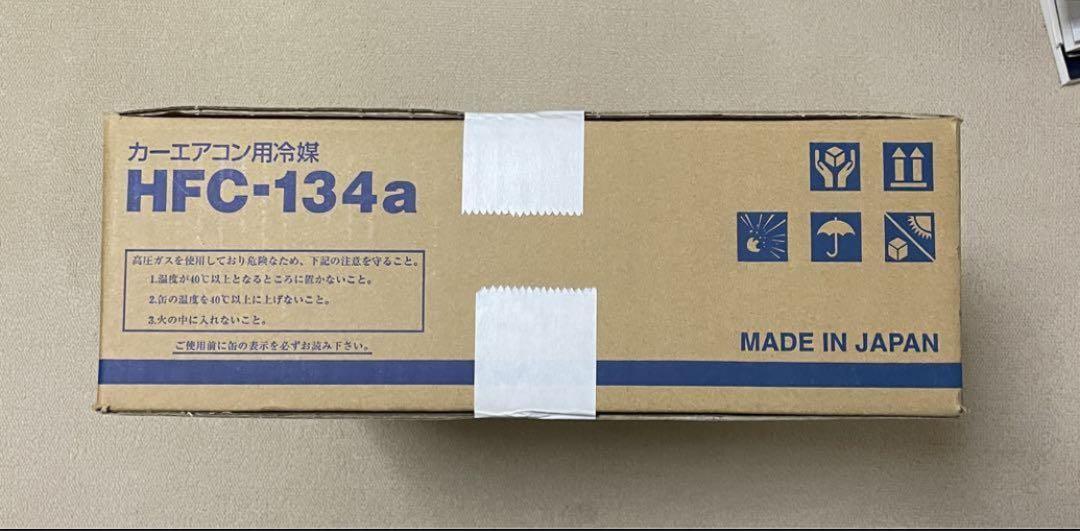 カーエアコン用冷媒
HFC-134a
高圧ガスを使用しており危険なため、下記の注意を守ること。
1.温度が40℃以上となるところに置かないこと。
2.缶の温度を40℃以上に上げないこと。
3.火の中に入れないこと。
ご使用前に缶の表示を必ずお読み下さい。
MADE IN JAPAN